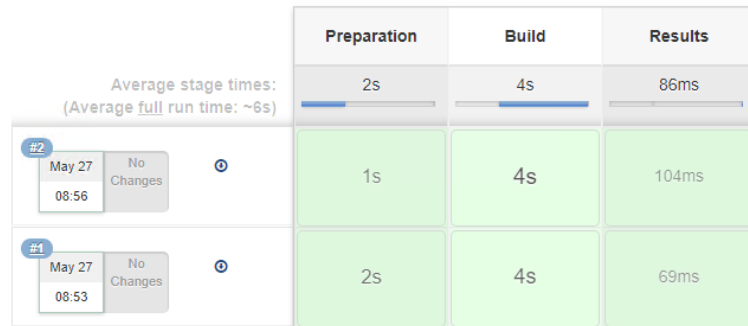 Preparation Build Results
Average stage times: 2s 4s 86ms
(Average full run time: ~6s)
#2
May 27 No Changes 1s 4s 104ms
08:56
#1
May 27 No Changes 2s 4s 69ms
08:53